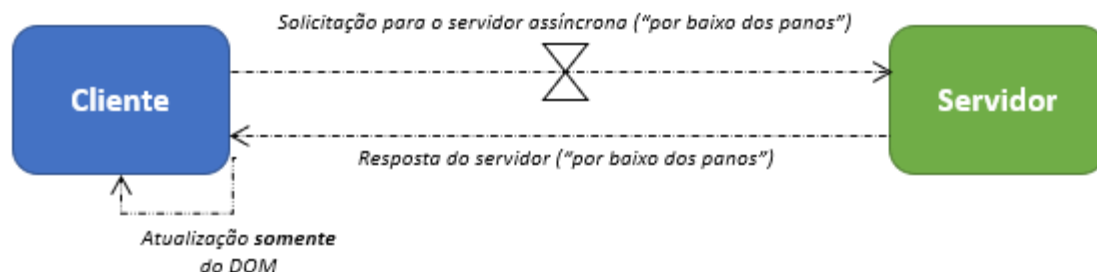 Solicitação para o servidor assíncrona (“por baixo dos panos”)
Cliente
Servidor
Resposta do servidor (“por baixo dos panos”)
Atualização somente
do DOM